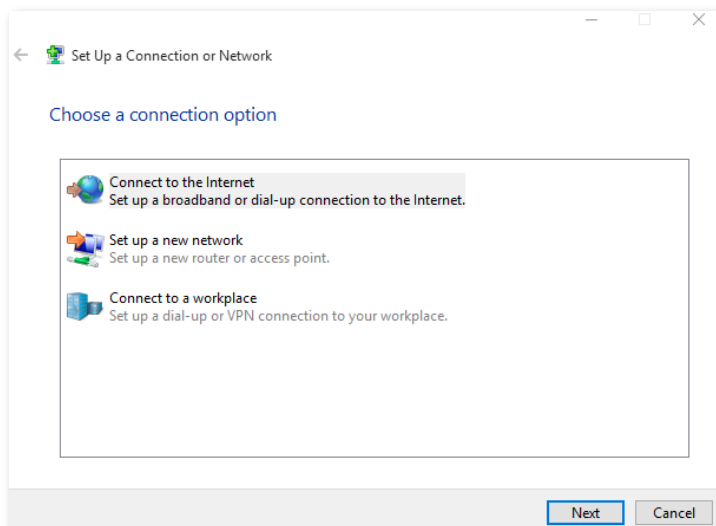 Set Up a Connection or Network
Choose a connection option
Connect to the Internet
Set up a broadband or dial-up connection to the Internet.
Set up a new network
Set up a new router or access point.
Connect to a workplace
Set up a dial-up or VPN connection to your workplace.
Next Cancel